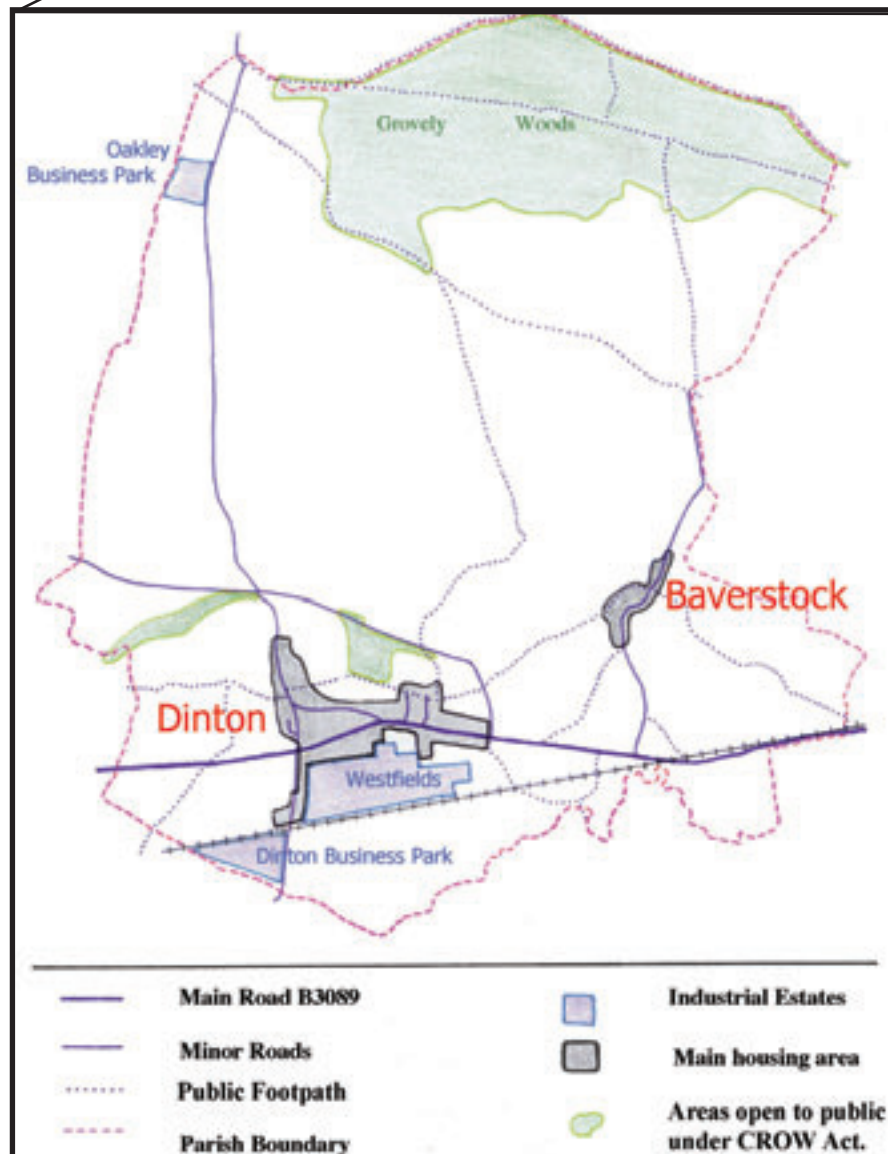 Oakley
Business Park
Grovely Woods
Baverstock
Dinton
Westfields
Dinton Business Park
Main Road B3089
Minor Roads
Public Footpath
Parish Boundary
Industrial Estates
Main housing area
Areas open to public
under CROW Act.